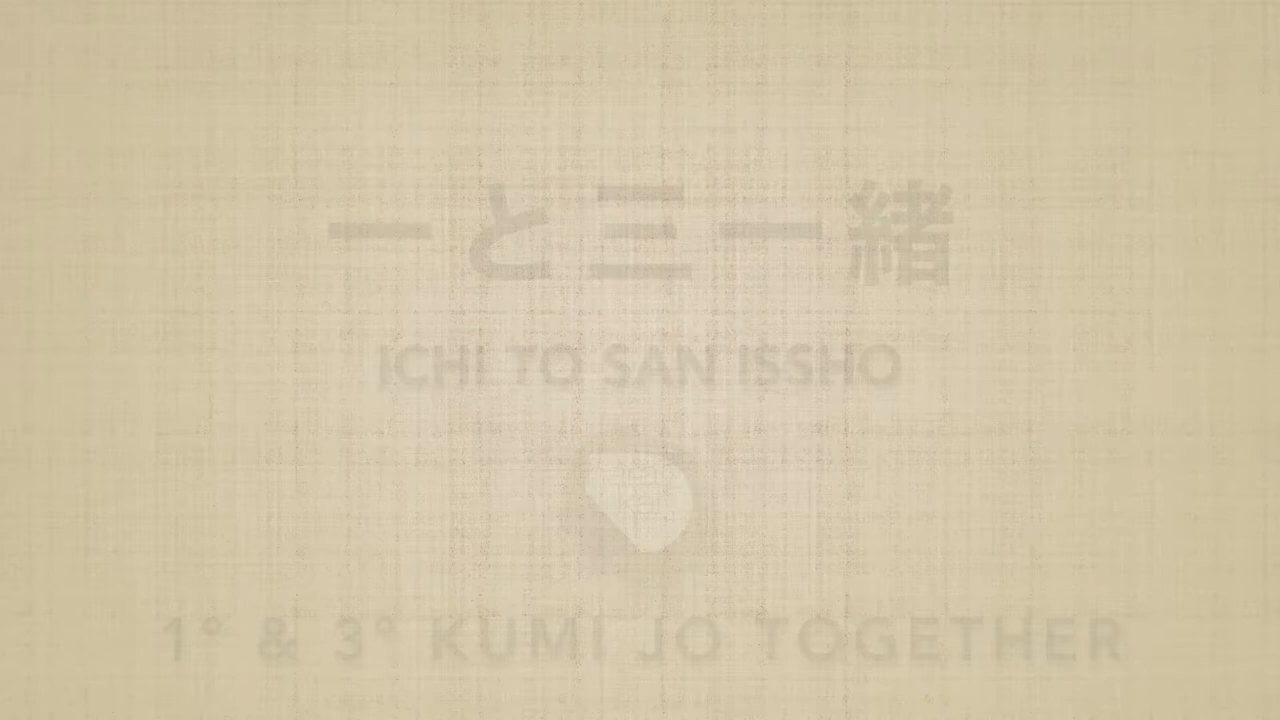 一と三一緒
ICHI TO SAN ISSHO
1° & 3° KUMI JO TOGETHER